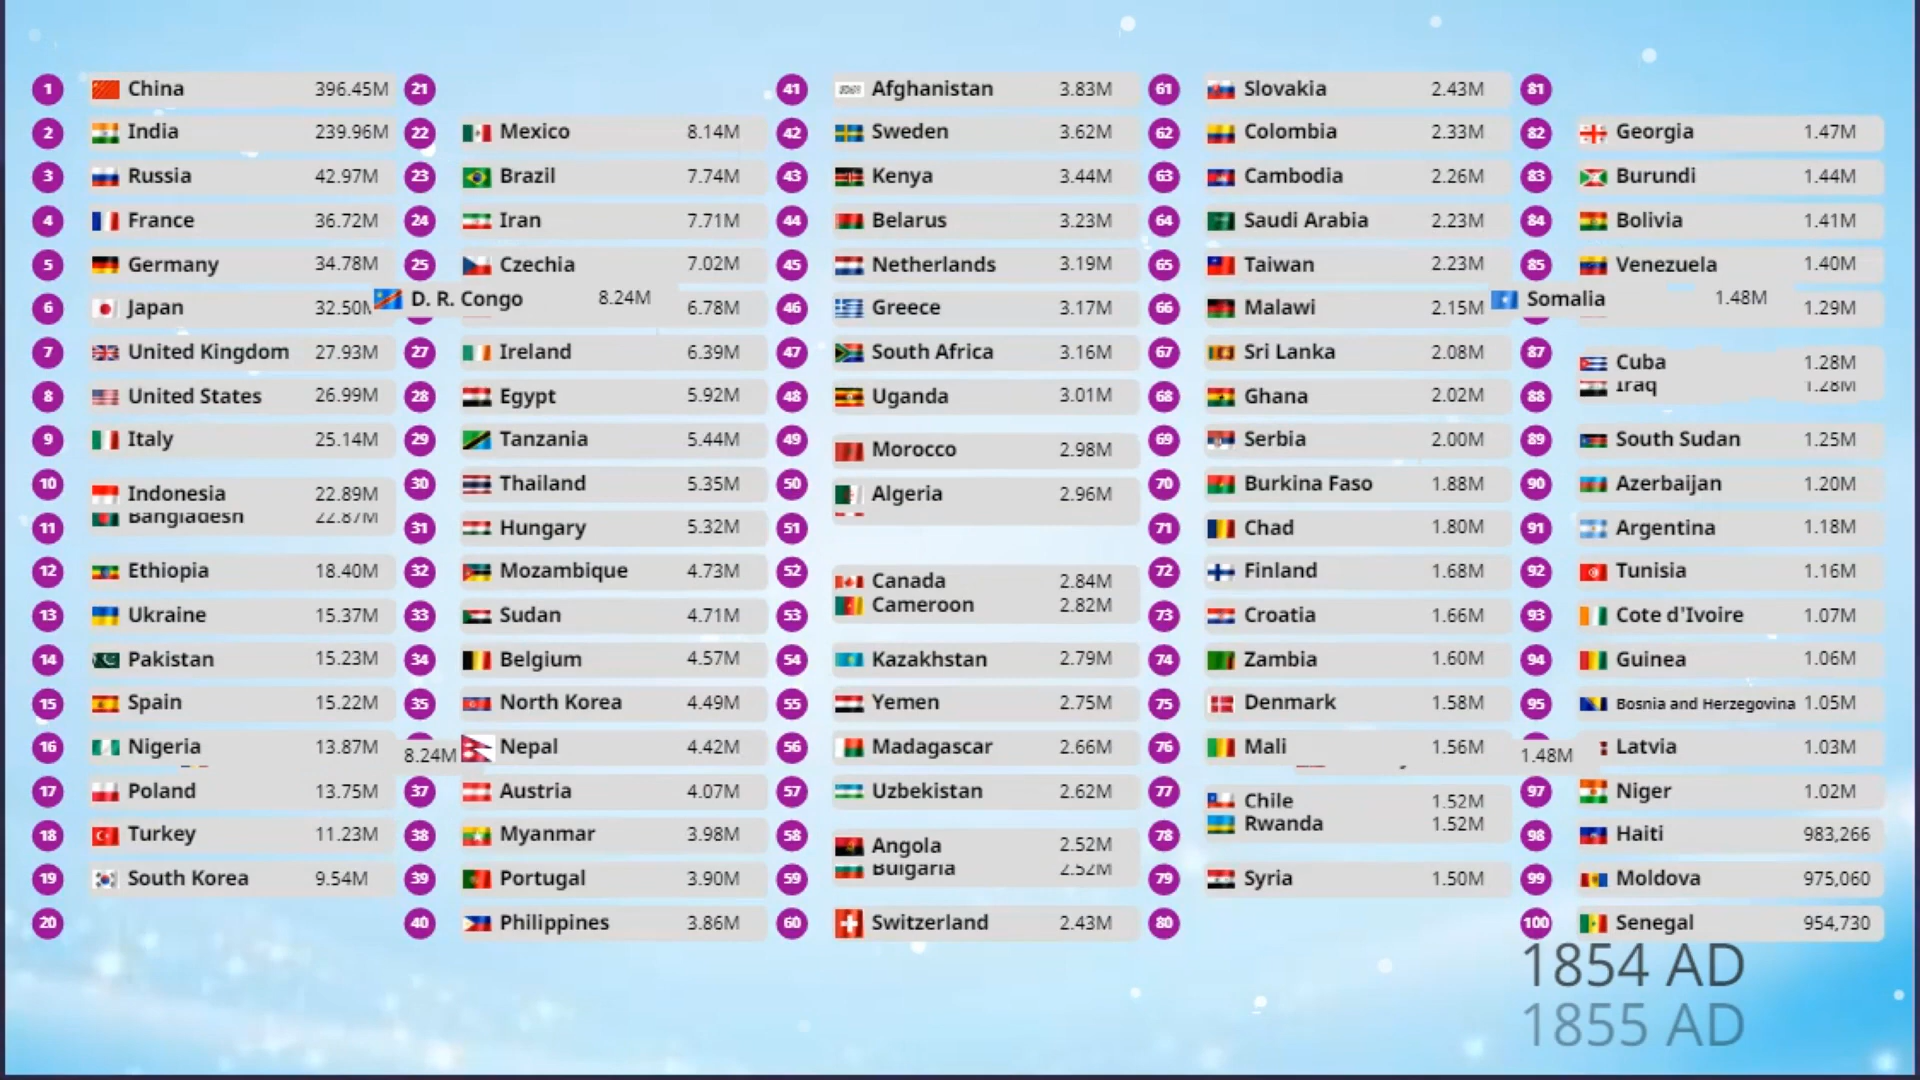 1 China 396.45M
2 India 239.96M
3 Russia 42.97M
4 France 36.72M
5 Germany 34.78M
6 Japan 32.50M
7 United Kingdom 27.93M
8 United States 26.99M
9 Italy 25.14M
10 Indonesia 22.89M
11 Bangladesh 22.87M
12 Ethiopia 18.40M
13 Ukraine 15.37M
14 Pakistan 15.23M
15 Spain 15.22M
16 Nigeria 13.87M
17 Poland 13.75M
18 Turkey 11.23M
19 South Korea 9.54M
20
21
22 Mexico 8.14M
23 Brazil 7.74M
24 Iran 7.71M
25 Czechia 7.02M
D. R. Congo 8.24M
6.78M
27 Ireland 6.39M
28 Egypt 5.92M
29 Tanzania 5.44M
30 Thailand 5.35M
31 Hungary 5.32M
32 Mozambique 4.73M
33 Sudan 4.71M
34 Belgium 4.57M
35 North Korea 4.49M
8.24M
Nepal 4.42M
37 Austria 4.07M
38 Myanmar 3.98M
39 Portugal 3.90M
40 Philippines 3.86M
41 Afghanistan 3.83M
42 Sweden 3.62M
43 Kenya 3.44M
44 Belarus 3.23M
45 Netherlands 3.19M
46 Greece 3.17M
47 South Africa 3.16M
48 Uganda 3.01M
49 Morocco 2.98M
50 Algeria 2.96M
51
52 Canada 2.84M
53 Cameroon 2.82M
54 Kazakhstan 2.79M
55 Yemen 2.75M
56 Madagascar 2.66M
57 Uzbekistan 2.62M
58 Angola 2.52M
59 Bulgaria 2.52M
60 Switzerland 2.43M
61 Slovakia 2.43M
62 Colombia 2.33M
63 Cambodia 2.26M
64 Saudi Arabia 2.23M
65 Taiwan 2.23M
66 Malawi 2.15M
67 Sri Lanka 2.08M
68 Ghana 2.02M
69 Serbia 2.00M
70 Burkina Faso 1.88M
71 Chad 1.80M
72 Finland 1.68M
73 Croatia 1.66M
74 Zambia 1.60M
75 Denmark 1.58M
76 Mali 1.56M
77 Chile 1.52M
78 Rwanda 1.52M
79 Syria 1.50M
80
81
82 Georgia 1.47M
83 Burundi 1.44M
84 Bolivia 1.41M
85 Venezuela 1.40M
Somalia 1.48M
1.29M
87 Cuba 1.28M
88 Iraq 1.28M
89 South Sudan 1.25M
90 Azerbaijan 1.20M
91 Argentina 1.18M
92 Tunisia 1.16M
93 Cote d'Ivoire 1.07M
94 Guinea 1.06M
95 Bosnia and Herzegovina 1.05M
1.48M
Latvia 1.03M
97 Niger 1.02M
98 Haiti 983,266
99 Moldova 975,060
100 Senegal 954,730
1854 AD
1855 AD